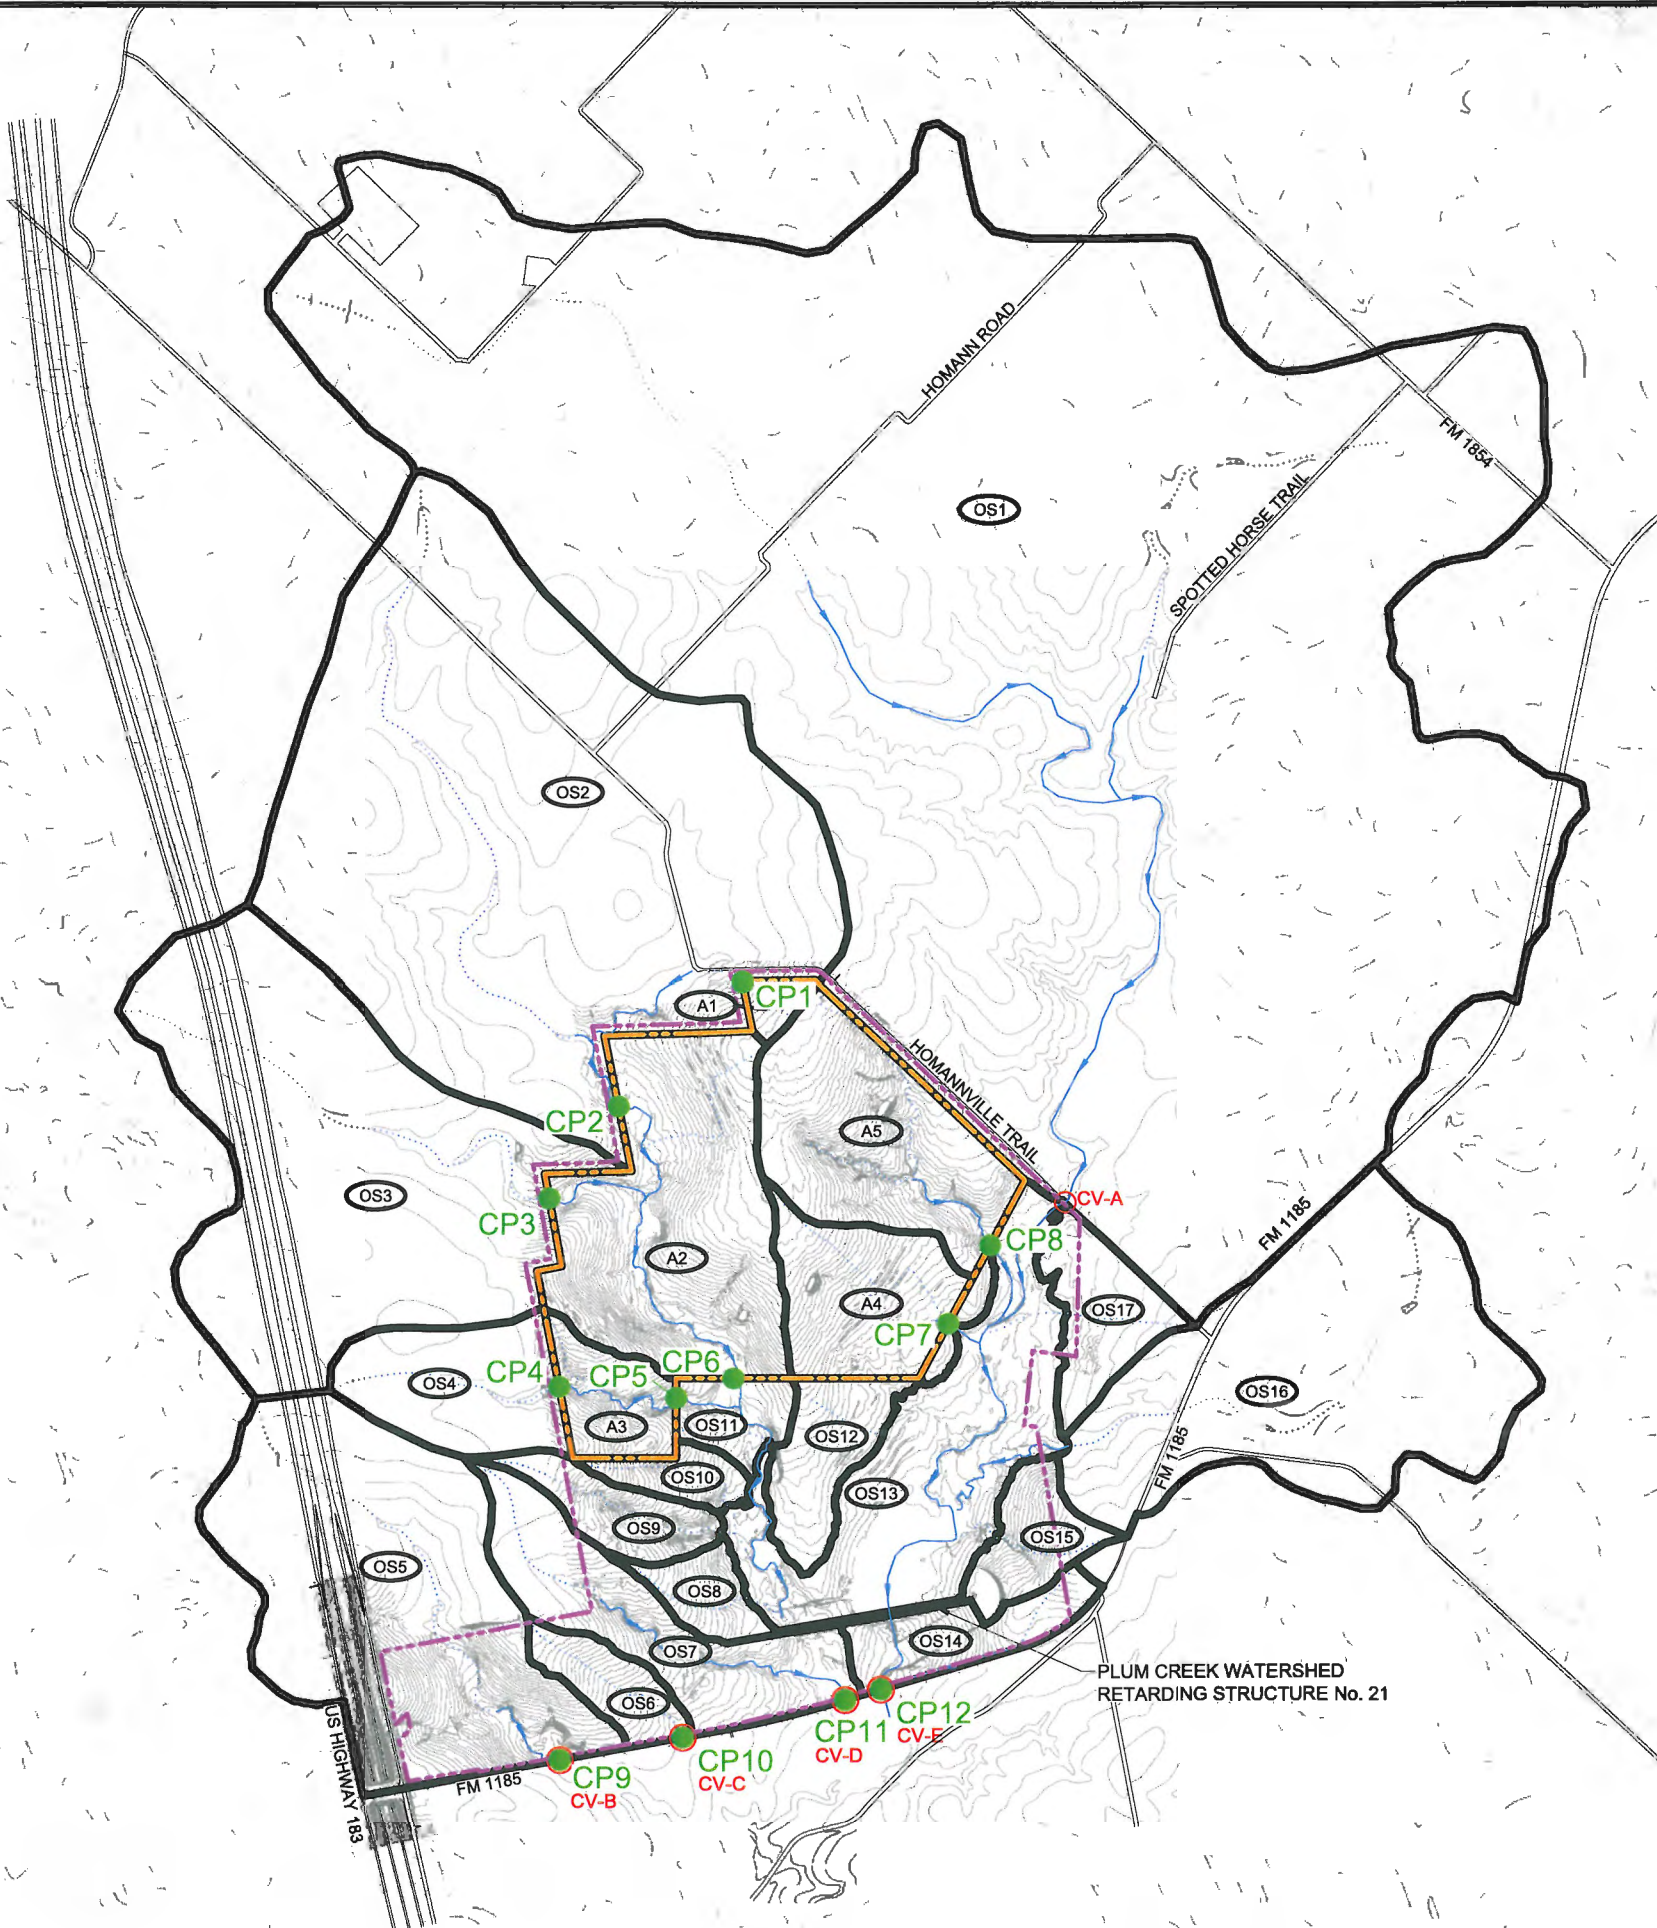 HOMANN ROAD
FM 1854
OS1
SPOTTED HORSE TRAIL
OS2
A1
CP1
HOMANNVILLE TRAIL
CP2
A5
OS3
CP3
CV-A
FM 1185
CP8
A2
A4
OS17
CP7
CP4
OS4
CP5
CP6
OS16
A3
OS11
OS12
FM 1185
OS10
OS13
OS9
OS15
OS5
OS8
OS7
OS14
PLUM CREEK WATERSHED
RETARDING STRUCTURE No. 21
OS6
US HIGHWAY 183
CP12
CV-E
CP11
CV-D
CP10
CV-C
CP9
CV-B
FM 1185